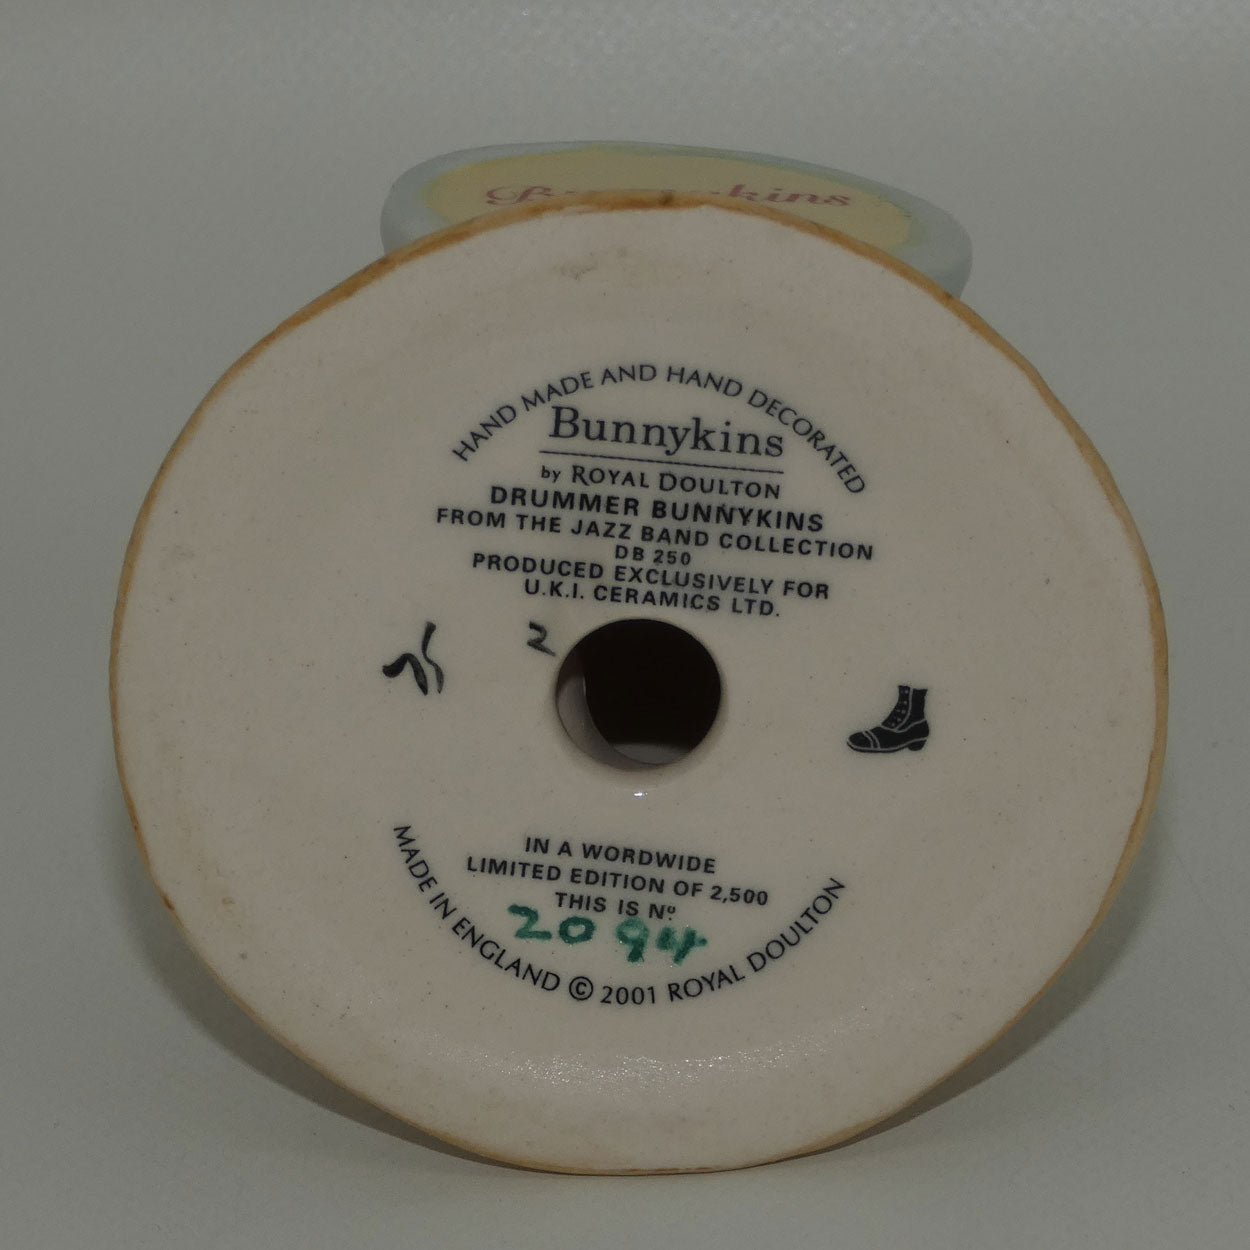 Bunnykins
HAND MADE AND HAND DECORATED
Bunnykins
by ROYAL DOULTON
DRUMMER BUNNYKINS
FROM THE JAZZ BAND COLLECTION
DB 250
PRODUCED EXCLUSIVELY FOR
U.K.I. CERAMICS LTD.
2
IN A WORDWIDE
LIMITED EDITION OF 2,500
THIS IS Nº
2094
MADE IN ENGLAND © 2001 ROYAL DOULTON